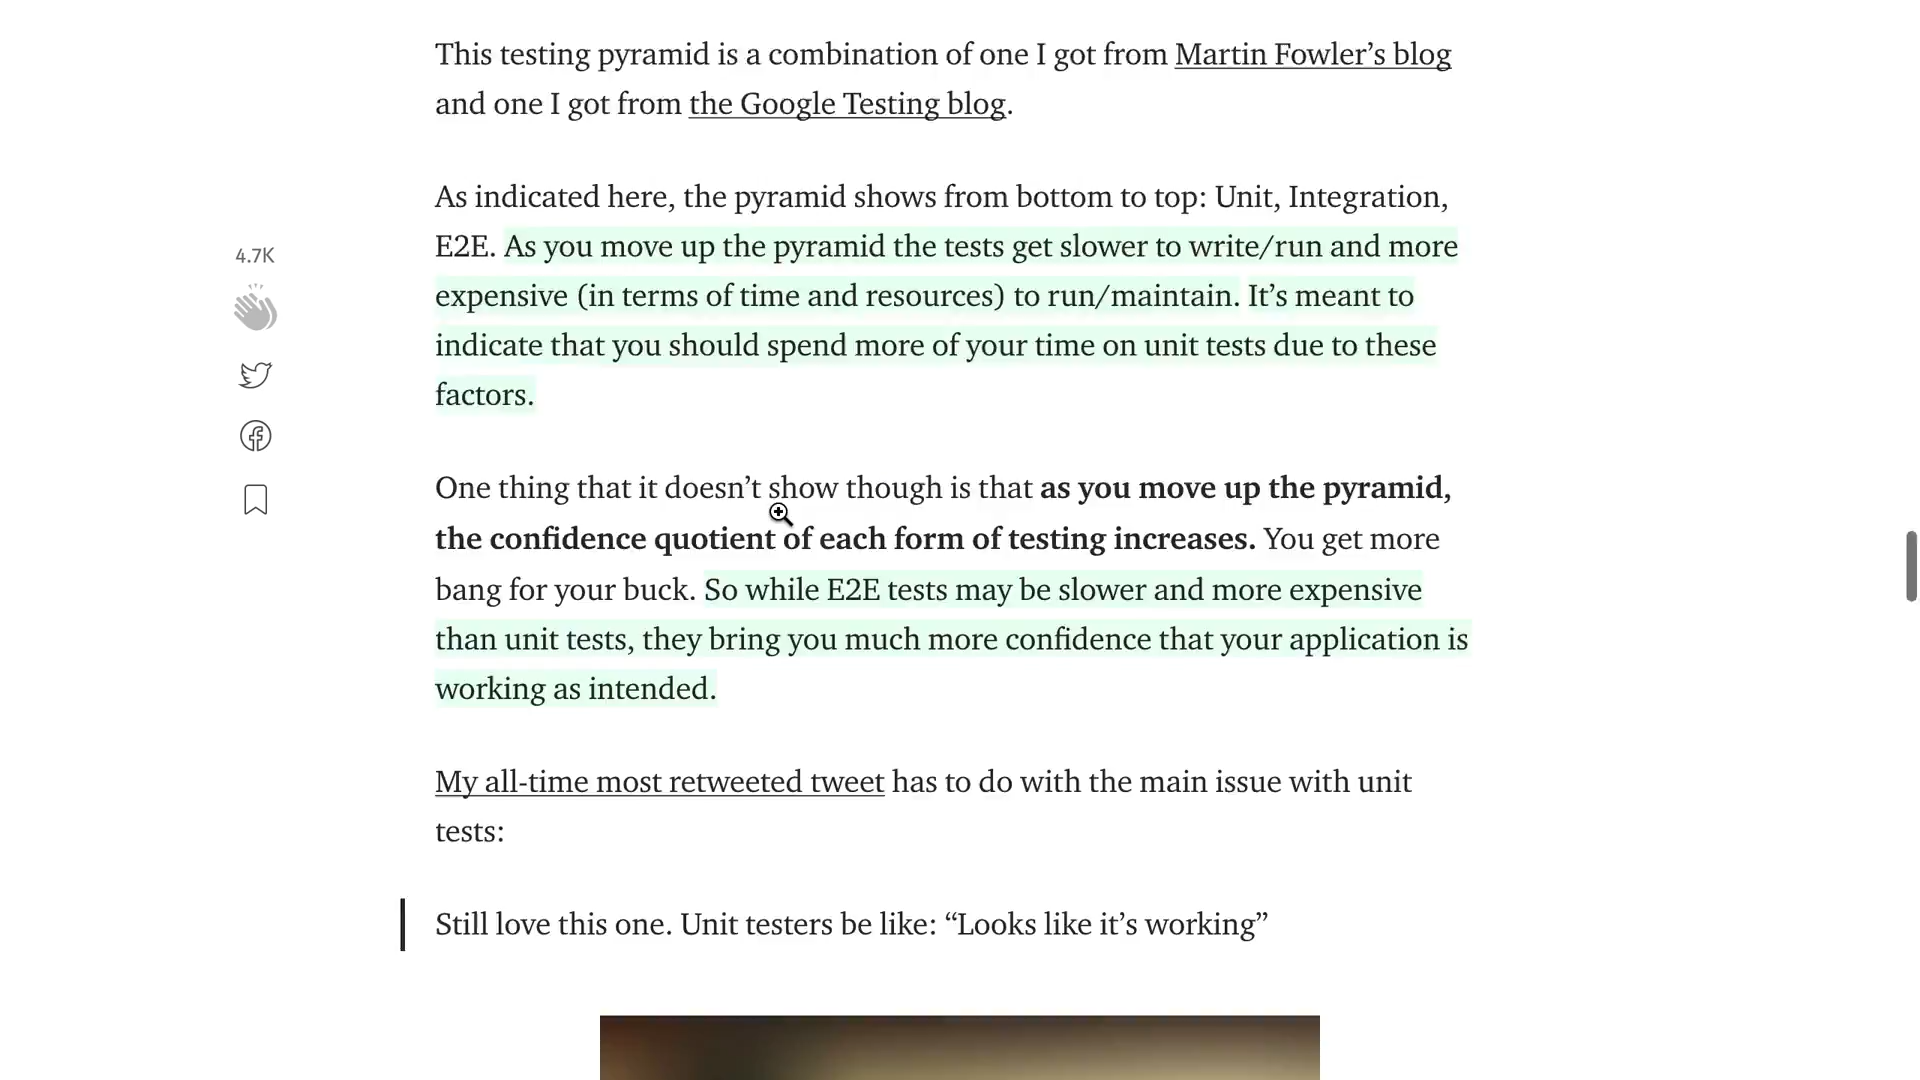 This testing pyramid is a combination of one I got from Martin Fowler’s blog
and one I got from the Google Testing blog.
As indicated here, the pyramid shows from bottom to top: Unit, Integration,
E2E. As you move up the pyramid the tests get slower to write/run and more
expensive (in terms of time and resources) to run/maintain. It’s meant to
indicate that you should spend more of your time on unit tests due to these
factors.
4.7K
One thing that it doesn’t show though is that as you move up the pyramid,
the confidence quotient of each form of testing increases. You get more
bang for your buck. So while E2E tests may be slower and more expensive
than unit tests, they bring you much more confidence that your application is
working as intended.
My all-time most retweeted tweet has to do with the main issue with unit
tests:
Still love this one. Unit testers be like: “Looks like it’s working”